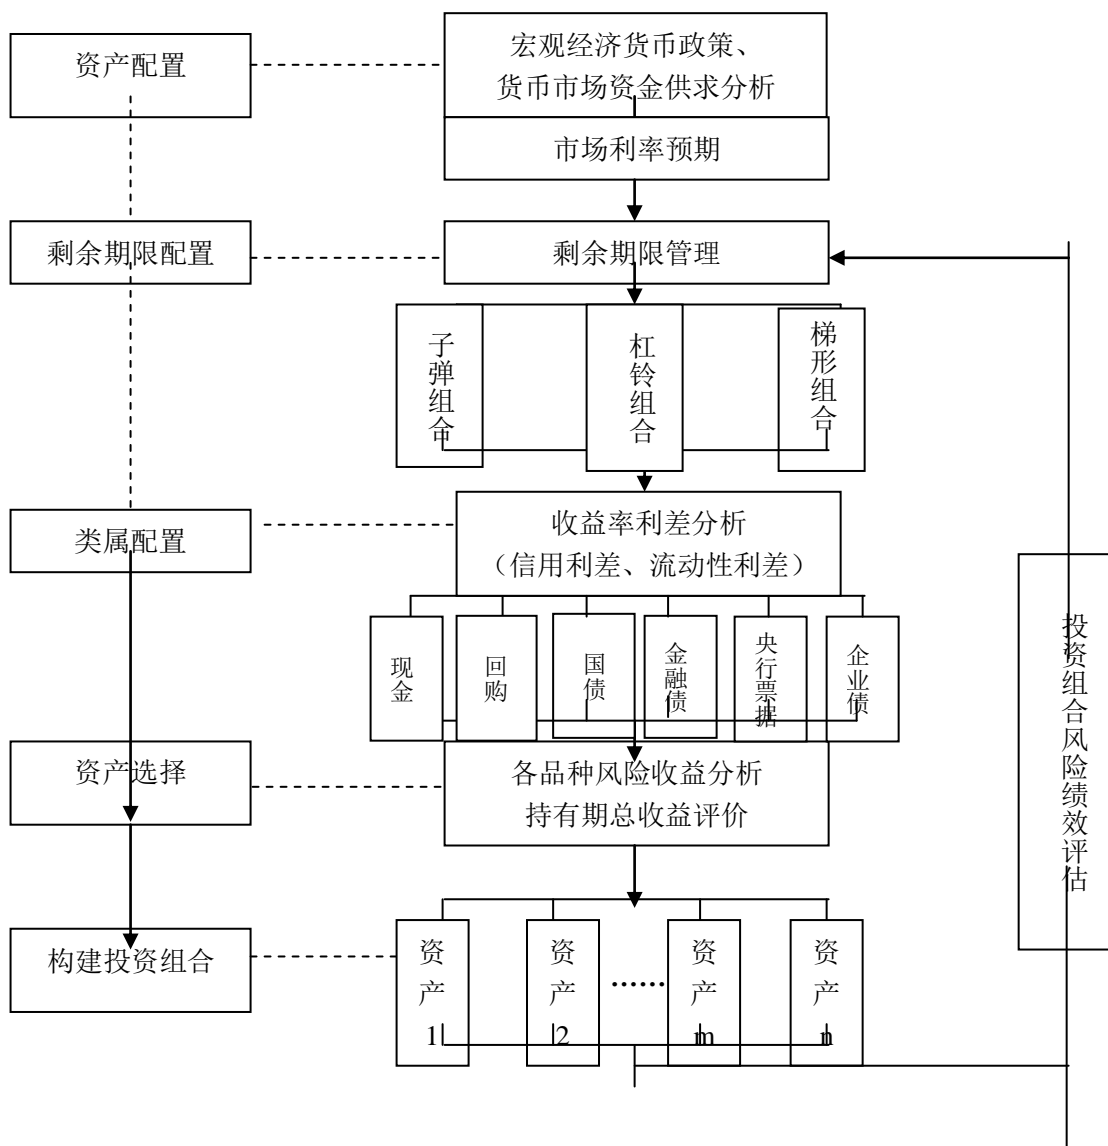 资产配置
宏观经济货币政策、
货币市场资金供求分析
市场利率预期
剩余期限配置
剩余期限管理
子弹组合
杠铃组合
梯形组合
类属配置
收益率利差分析
（信用利差、流动性利差）
现金
回购
国债
金融债
央行票据
企业债
投资组合风险绩效评估
资产选择
各品种风险收益分析
持有期总收益评价
构建投资组合
资产1
资产2
……
资产m
资产n